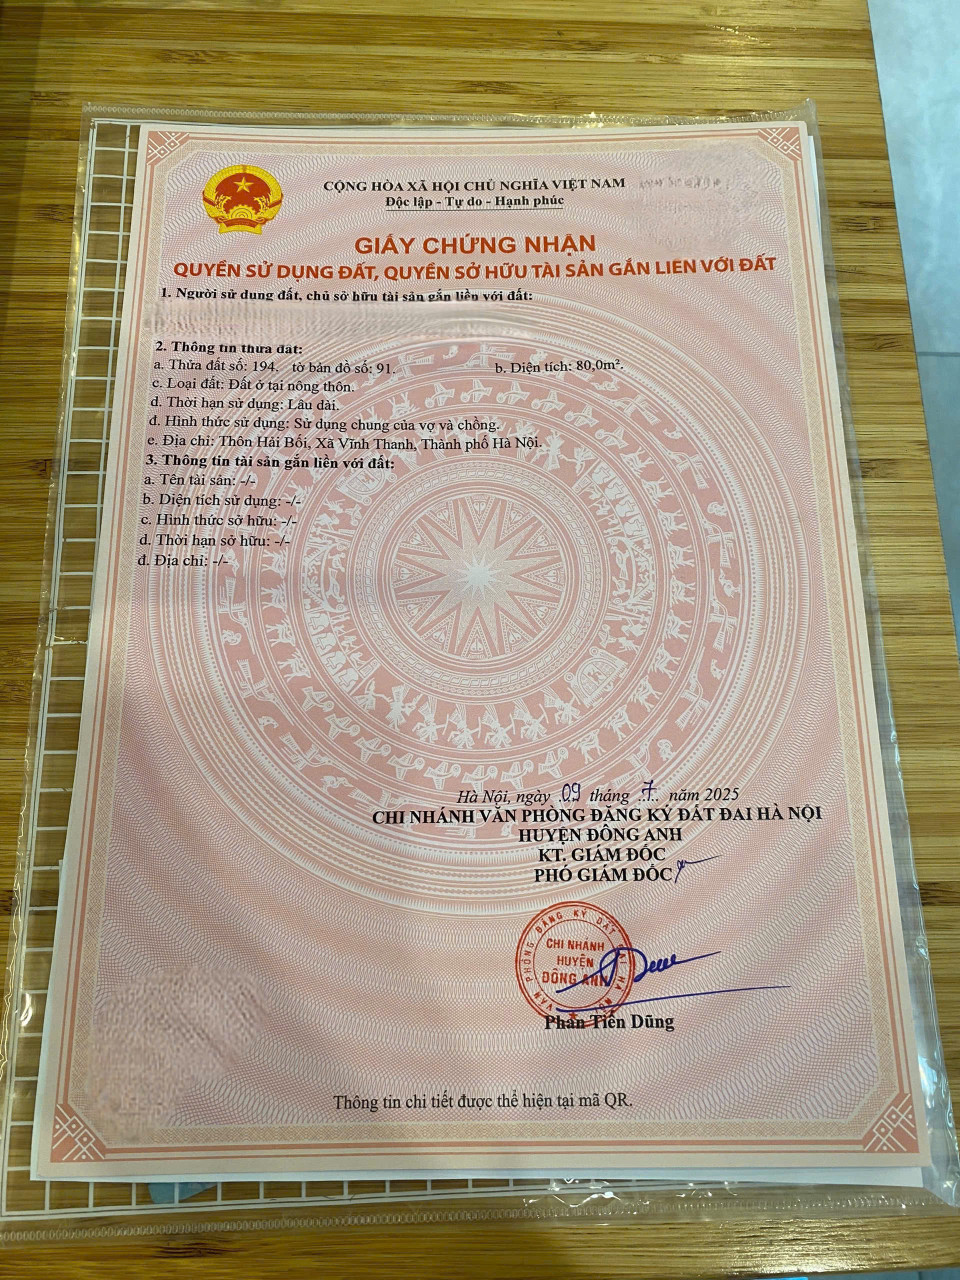 CỘNG HÒA XÃ HỘI CHỦ NGHĨA VIỆT NAM
Độc lập - Tự do - Hạnh phúc
GIẤY CHỨNG NHẬN
QUYỀN SỬ DỤNG ĐẤT, QUYỀN SỞ HỮU TÀI SẢN GẮN LIỀN VỚI ĐẤT
1. Người sử dụng đất, chủ sở hữu tài sản gắn liền với đất:
2. Thông tin thửa đất:
a. Thửa đất số: 194. tờ bản đồ số: 91. b. Diện tích: 80,0m².
c. Loại đất: Đất ở tại nông thôn.
d. Thời hạn sử dụng: Lâu dài.
đ. Hình thức sử dụng: Sử dụng chung của vợ và chồng.
e. Địa chỉ: Thôn Hải Bối, Xã Vĩnh Thanh, Thành phố Hà Nội.
3. Thông tin tài sản gắn liền với đất:
a. Tên tài sản: -/-
b. Diện tích sử dụng: -/-
c. Hình thức sở hữu: -/-
d. Thời hạn sở hữu: -/-
đ. Địa chỉ: -/-
Hà Nội, ngày 09 tháng 7 năm 2025
CHI NHÁNH VĂN PHÒNG ĐĂNG KÝ ĐẤT ĐAI HÀ NỘI
HUYỆN ĐÔNG ANH
KT. GIÁM ĐỐC
PHÓ GIÁM ĐỐC
VĂN PHÒNG ĐĂNG KÝ ĐẤT ĐAI HÀ NỘI
CHI NHÁNH
HUYỆN
ĐÔNG ANH
Phan Tiến Dũng
Thông tin chi tiết được thể hiện tại mã QR.